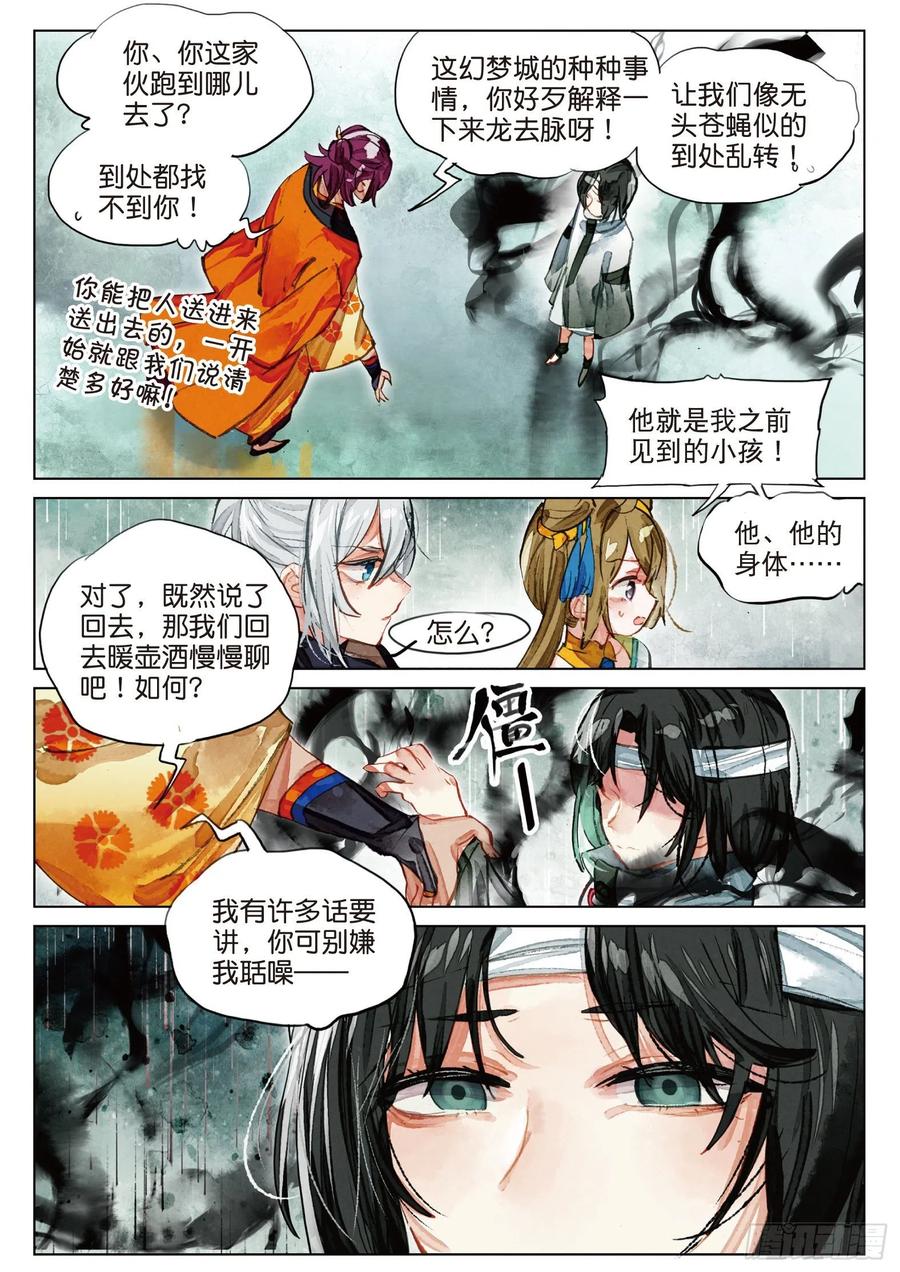 你、你这家
伙跑到哪儿
去了？
到处都找
不到你！
这幻梦城的种种事
情，你好歹解释一
下来龙去脉呀！
让我们像无
头苍蝇似的
到处乱转！
你能把人送进来
送出去的，一开
始就跟我们说清
楚多好嘛！
他就是我之前
见到的小孩！
他、他的
身体……
怎么？
对了，既然说了
回去，那我们回
去暖壶酒慢慢聊
吧！如何？
僵—
我有许多话要
讲，你可别嫌
我聒噪——
腾讯动漫